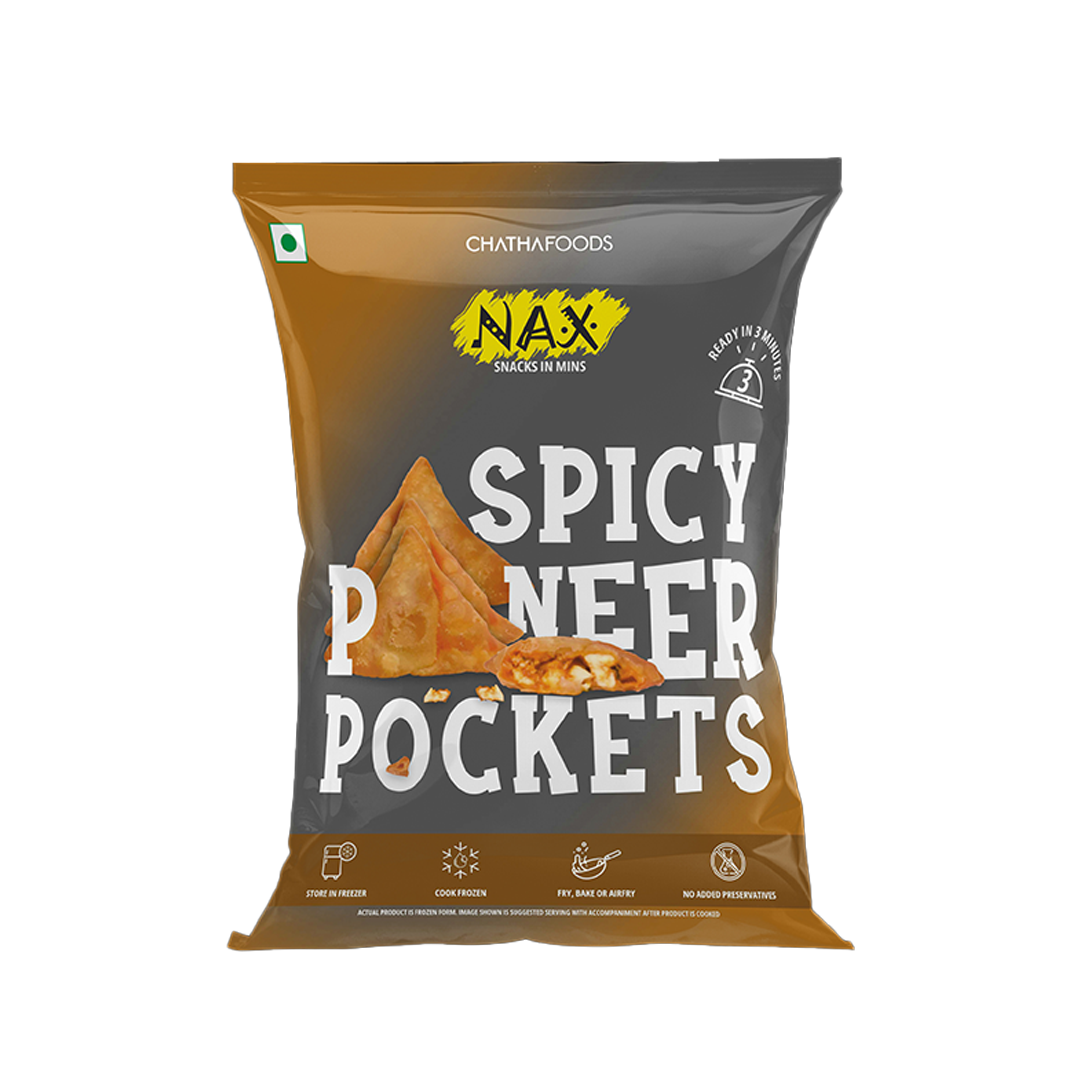 CHATHAFOODS
NAX
SNACKS IN MINS
READY IN 3 MINUTES
3
SPICY
PANEER
POCKETS
STORE IN FREEZER
COOK FROZEN
FRY, BAKE OR AIRFRY
NO ADDED PRESERVATIVES
ACTUAL PRODUCT IS FROZEN FORM. IMAGE SHOWN IS SUGGESTED SERVING WITH ACCOMPANIMENT AFTER PRODUCT IS COOKED